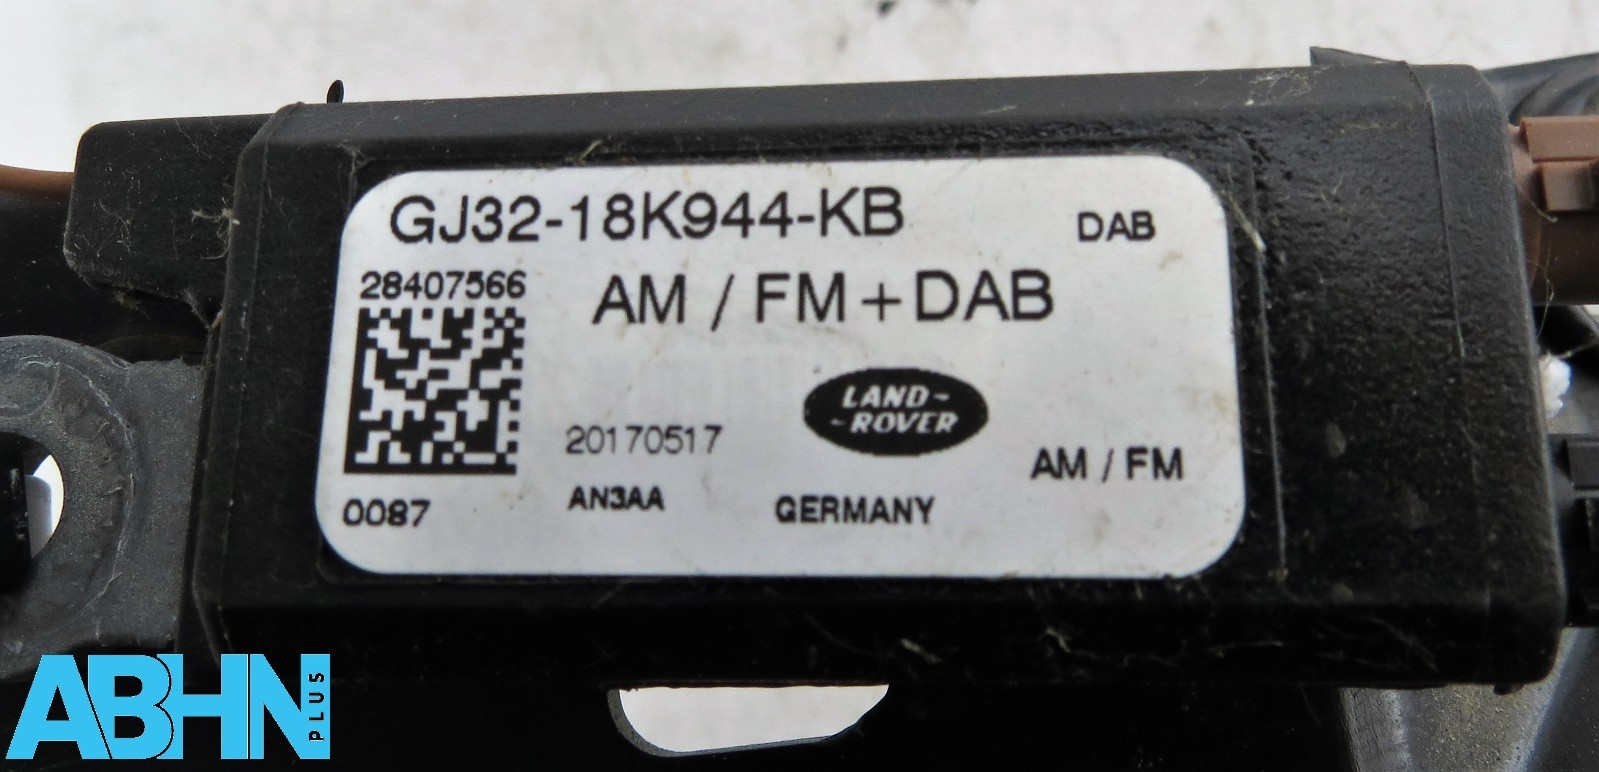 GJ32-18K944-KB DAB
28407566 AM / FM + DAB
LAND-
-ROVER
20170517
AM / FM
0087 AN3AA GERMANY
ABHN PLUS